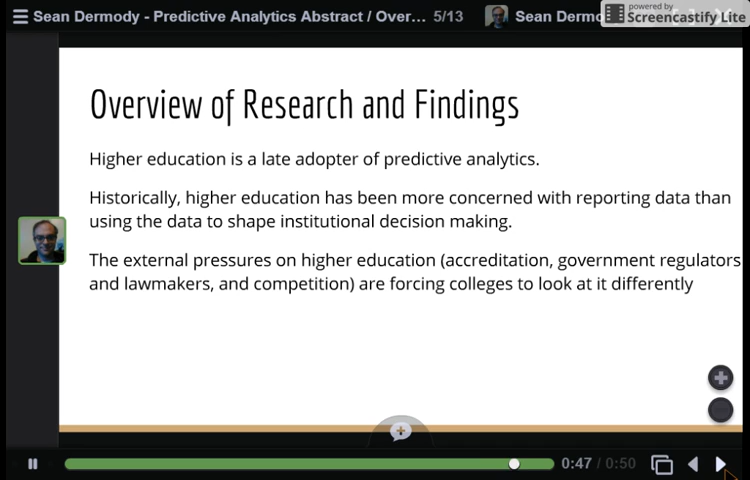 Sean Dermody - Predictive Analytics Abstract / Over... 5/13 Sean Dermo
powered by
Screencastify Lite
Overview of Research and Findings
Higher education is a late adopter of predictive analytics.
Historically, higher education has been more concerned with reporting data than
using the data to shape institutional decision making.
The external pressures on higher education (accreditation, government regulators
and lawmakers, and competition) are forcing colleges to look at it differently
0:47 / 0:50